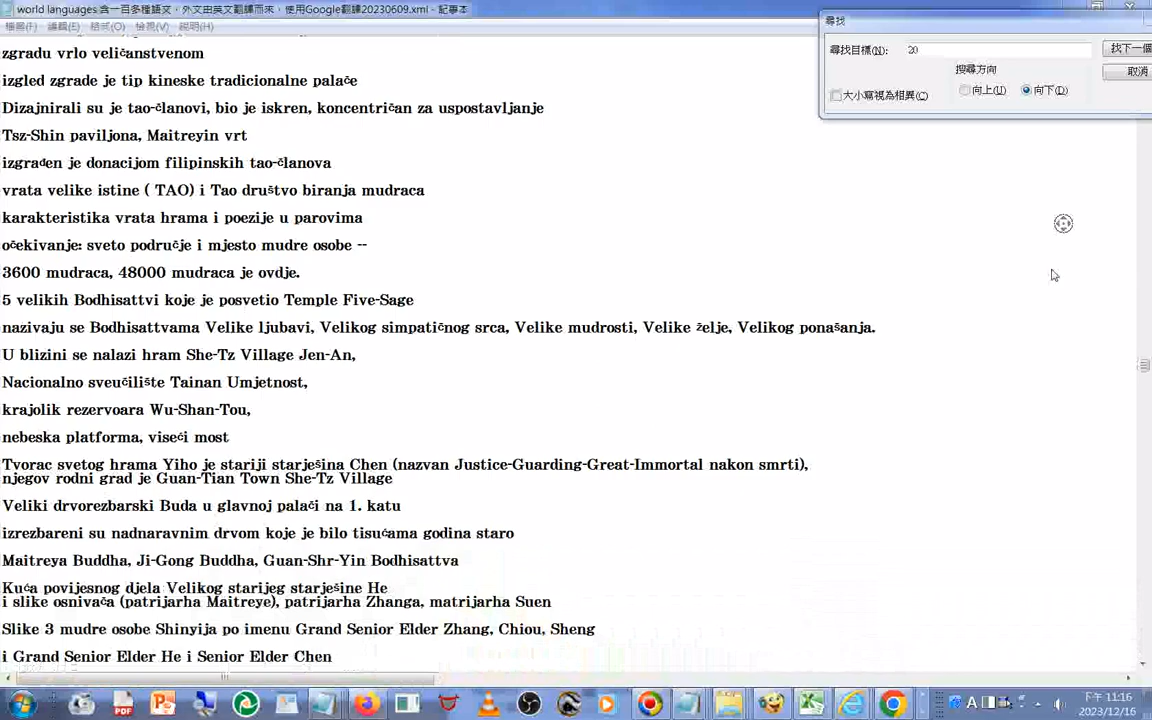 world languages 含一百多種語文，外文由英文翻譯而來，使用Google翻譯20230609.xml - 記事本
檔案(F) 編輯(E) 格式(O) 檢視(V) 說明(H)
尋找
尋找目標(N): 20
找下一個
搜尋方向
取消
大小寫視為相異(C)
向上(U) 向下(D)
zgradu vrlo veličanstvenom
izgled zgrade je tip kineske tradicionalne palače
Dizajnirali su je tao-članovi, bio je iskren, koncentričan za uspostavljanje
Tsz-Shin paviljona, Maitreyin vrt
izgrađen je donacijom filipinskih tao-članova
vrata velike istine ( TAO) i Tao društvo biranja mudraca
karakteristika vrata hrama i poezije u parovima
očekivanje: sveto područje i mjesto mudre osobe --
3600 mudraca, 48000 mudraca je ovdje.
5 velikih Bodhisattvi koje je posvetio Temple Five-Sage
nazivaju se Bodhisattvama Velike ljubavi, Velikog simpatičnog srca, Velike mudrosti, Velike želje, Velikog ponašanja.
U blizini se nalazi hram She-Tz Village Jen-An,
Nacionalno sveučilište Tainan Umjetnost,
krajolik rezervoara Wu-Shan-Tou,
nebeska platforma, viseći most
Tvorac svetog hrama Yiho je stariji starješina Chen (nazvan Justice-Guarding-Great-Immortal nakon smrti),
njegov rodni grad je Guan-Tian Town She-Tz Village
Veliki drvorezbarski Buda u glavnoj palači na 1. katu
izrezbareni su nadnaravnim drvom koje je bilo tisućama godina staro
Maitreya Buddha, Ji-Gong Buddha, Guan-Shr-Yin Bodhisattva
Kuća povijesnog djela Velikog starijeg starješine He
i slike osnivača (patrijarha Maitreye), patrijarha Zhanga, matrijarha Suen
Slike 3 mudre osobe Shinyija po imenu Grand Senior Elder Zhang, Chiou, Sheng
i Grand Senior Elder He i Senior Elder Chen
下午 11:16
2023/12/16